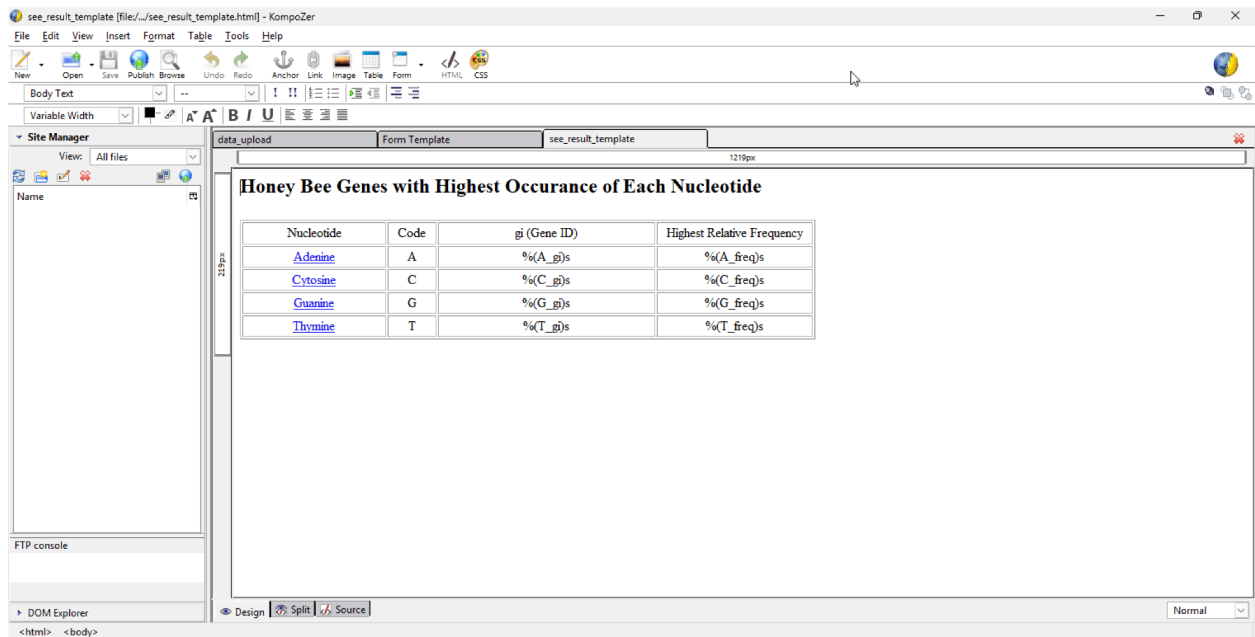 see_result_template [file:/.../see_result_template.html] - KompoZer
File Edit View Insert Format Table Tools Help
New Open Save Publish Browse Undo Redo Anchor Link Image Table Form HTML CSS
Body Text --
Variable Width A A B I U
Site Manager
data_upload Form Template see_result_template
View: All files
1219px
Name
219px
Honey Bee Genes with Highest Occurance of Each Nucleotide
Nucleotide Code gi (Gene ID) Highest Relative Frequency
Adenine A %(A_gi)s %(A_freq)s
Cytosine C %(C_gi)s %(C_freq)s
Guanine G %(G_gi)s %(G_freq)s
Thymine T %(T_gi)s %(T_freq)s
FTP console
DOM Explorer
Design Split Source Normal
<html> <body>